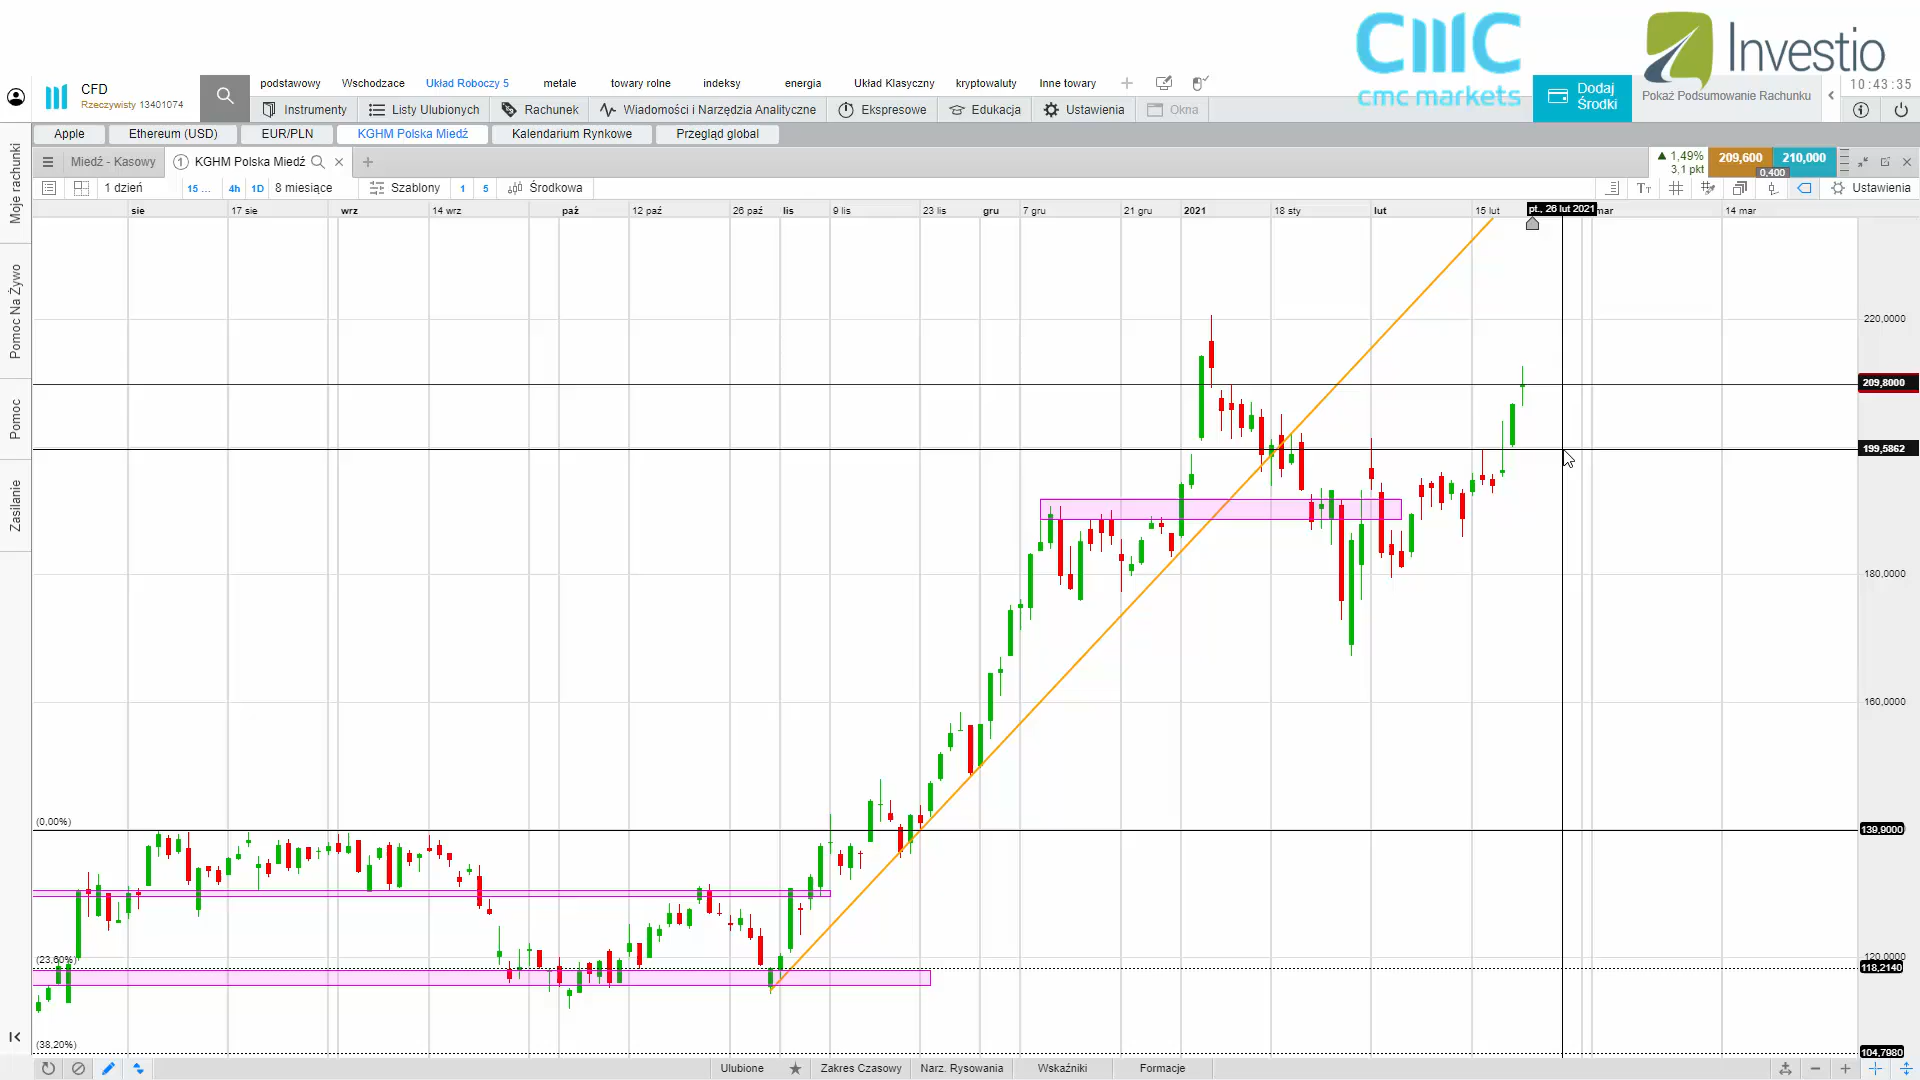 CMC
cmc markets
Investio
CFD
Rzeczywisty 13401074
podstawowy Wschodzace Układ Roboczy 5 metale towary rolne indeksy energia Układ Klasyczny kryptowaluty Inne towary
Dodaj Środki
Pokaż Podsumowanie Rachunku
10:43:35
Instrumenty Listy Ulubionych Rachunek Wiadomości i Narzędzia Analityczne Ekspresowe Edukacja Ustawienia Okna
Apple Ethereum (USD) EUR/PLN KGHM Polska Miedź Kalendarium Rynkowe Przegląd global
Miedź - Kasowy 1 KGHM Polska Miedź
1,49%
3,1 pkt
209,600 210,000
0,400
1 dzień 15 ... 4h 1D 8 miesiące Szablony 1 5 Środkowa Ustawienia
sie 17 sie wrz 14 wrz paź 12 paź 26 paź lis 9 lis 23 lis gru 7 gru 21 gru 2021 18 sty lut 15 lut pt., 26 lut 2021 mar 14 mar
Moje rachunki
Pomoc Na Żywo
Pomoc
Zasilanie
220,0000
209,8000
199,5862
180,0000
160,0000
(0,00%)
139,9000
(23,60%)
120,0000
118,2140
(38,20%)
104,7980
Ulubione Zakres Czasowy Narz. Rysowania Wskaźniki Formacje